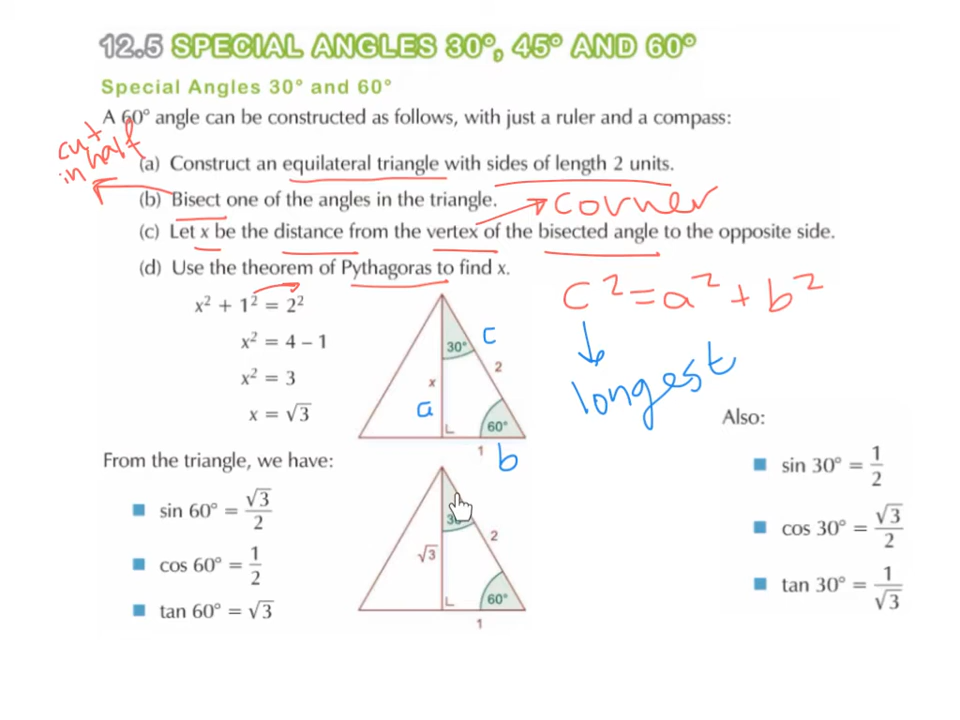 12.5 SPECIAL ANGLES 30°, 45° AND 60°
Special Angles 30° and 60°
A 60° angle can be constructed as follows, with just a ruler and a compass:
cut
in half
(a) Construct an equilateral triangle with sides of length 2 units.
(b) Bisect one of the angles in the triangle.
corner
(c) Let x be the distance from the vertex of the bisected angle to the opposite side.
(d) Use the theorem of Pythagoras to find x.
c² = a² + b²
longest
x² + 1² = 2²
x² = 4 − 1
x² = 3
x = √3
30°
c
2
x
a
60°
1
b
From the triangle, we have:
sin 60° = √3/2
cos 60° = 1/2
tan 60° = √3
30°
2
√3
60°
1
Also:
sin 30° = 1/2
cos 30° = √3/2
tan 30° = 1/√3